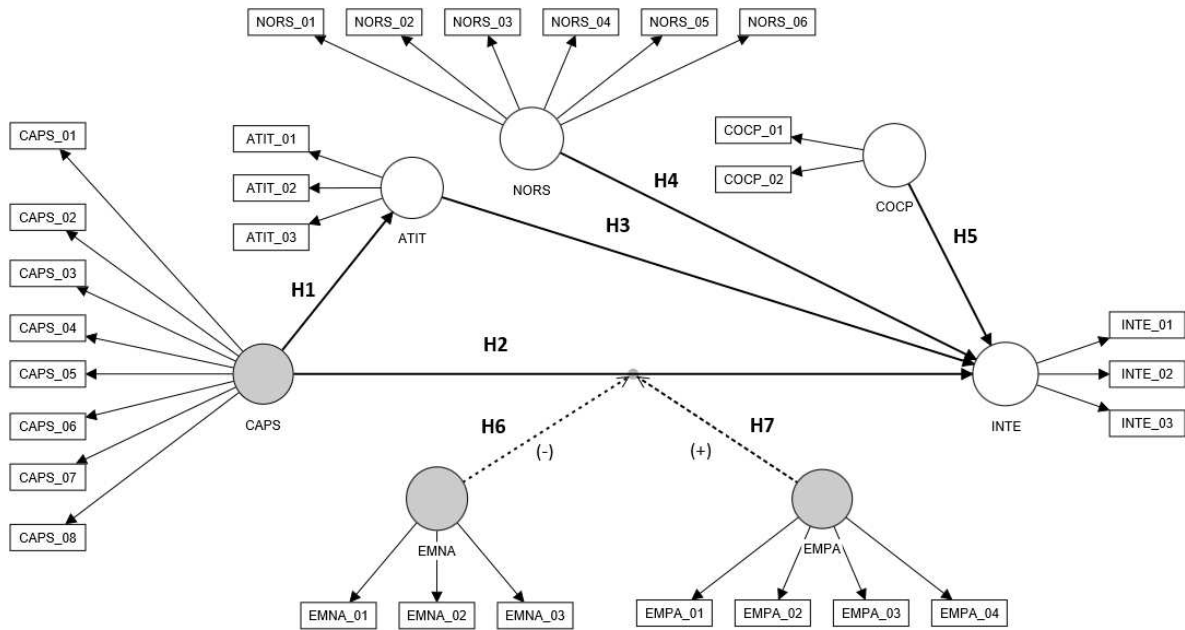 NORS_01
NORS_02
NORS_03
NORS_04
NORS_05
NORS_06
CAPS_01
ATIT_01
COCP_01
ATIT_02
COCP_02
NORS
H4
COCP
CAPS_02
ATIT_03
ATIT
H3
H5
CAPS_03
H1
CAPS_04
H2
INTE_01
CAPS_05
INTE_02
CAPS_06
CAPS
H6
H7
INTE
INTE_03
(-)
(+)
CAPS_07
CAPS_08
EMNA
EMPA
EMNA_01
EMNA_02
EMNA_03
EMPA_01
EMPA_02
EMPA_03
EMPA_04